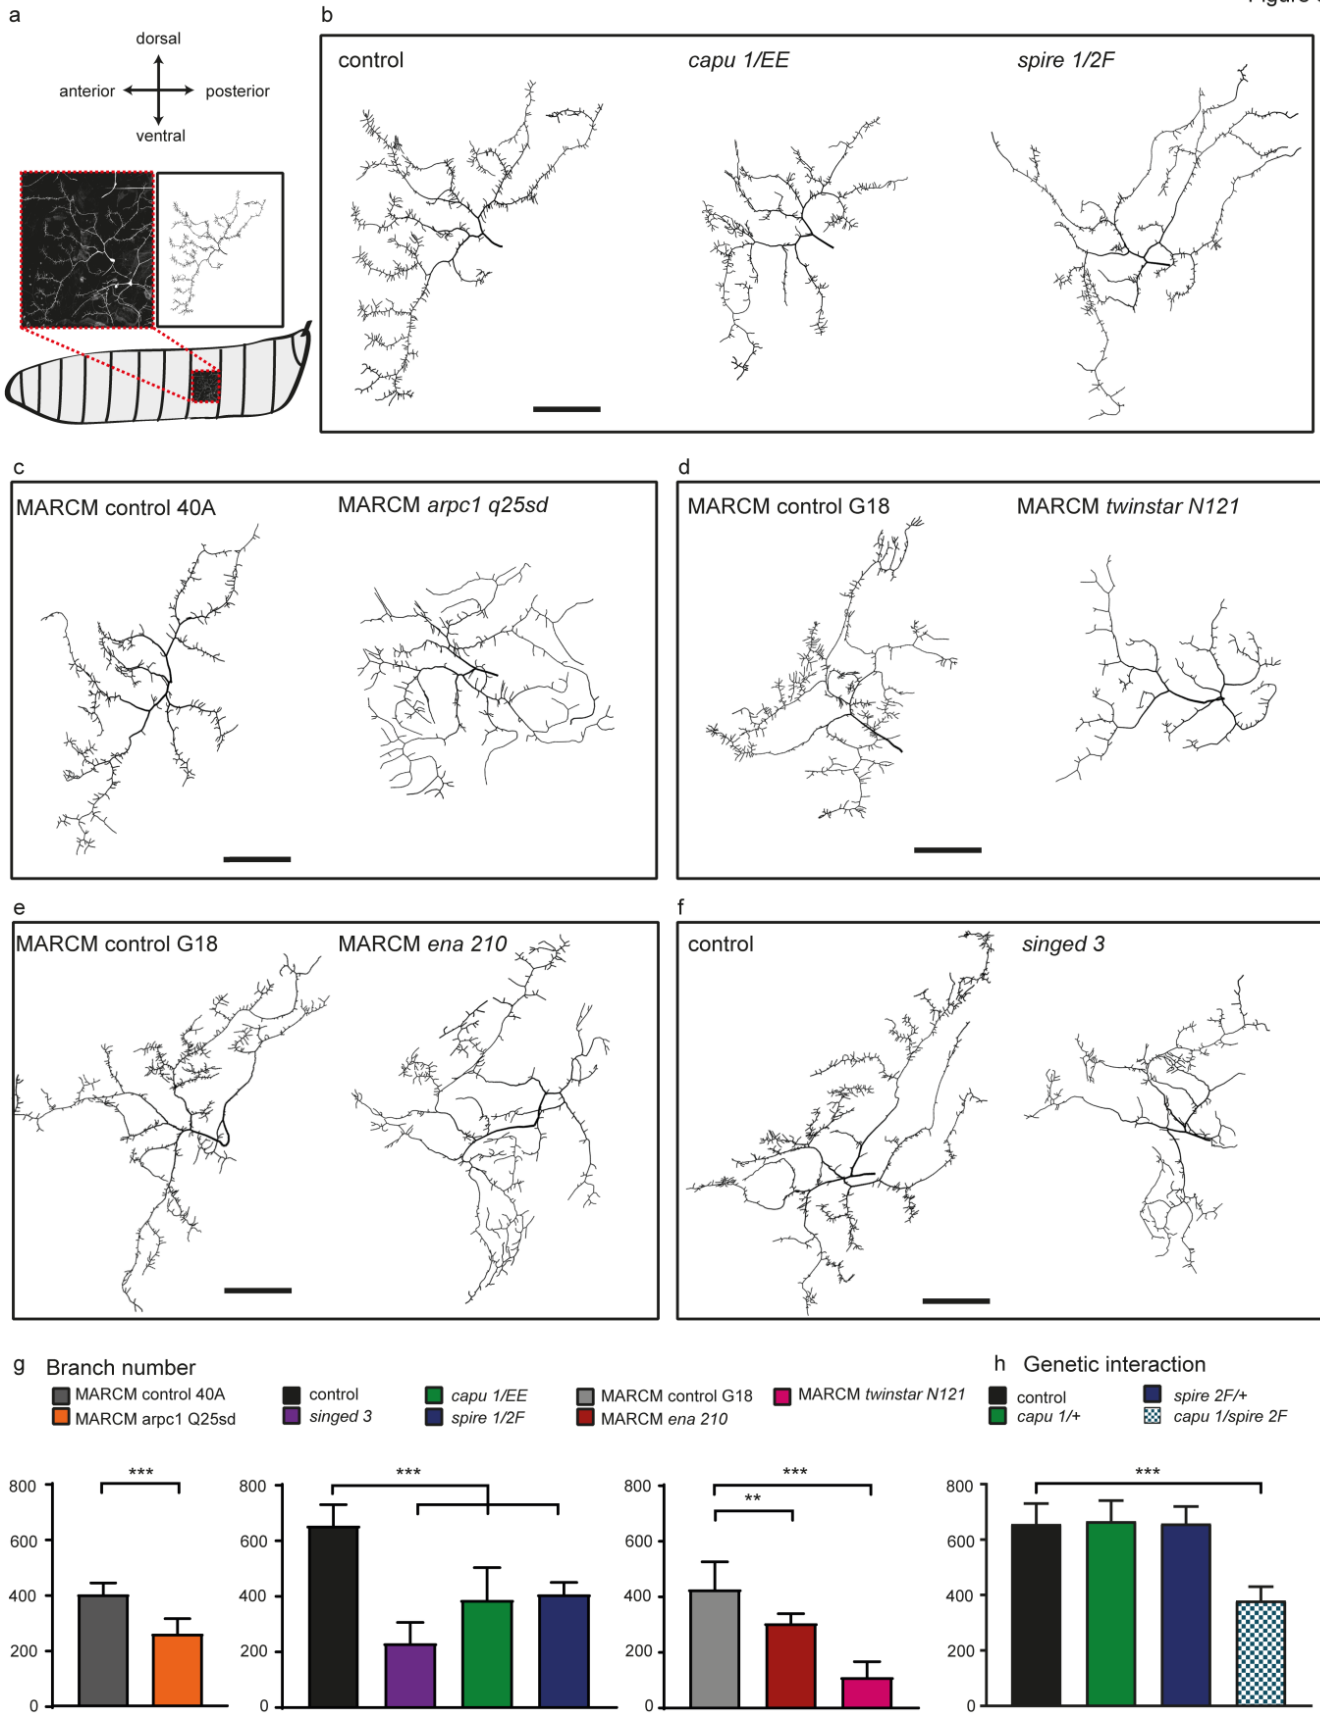 Figure
a
dorsal
anterior posterior
ventral
b
control capu 1/EE spire 1/2F
c
MARCM control 40A MARCM arpc1 q25sd
d
MARCM control G18 MARCM twinstar N121
e
MARCM control G18 MARCM ena 210
f
control singed 3
g Branch number
MARCM control 40A
MARCM arpc1 Q25sd
control
singed 3
capu 1/EE
spire 1/2F
MARCM control G18
MARCM ena 210
MARCM twinstar N121
h Genetic interaction
control
capu 1/+
spire 2F/+
capu 1/spire 2F
800
600
400
200
0
***
800
600
400
200
0
***
800
600
400
200
0
***
**
800
600
400
200
0
***